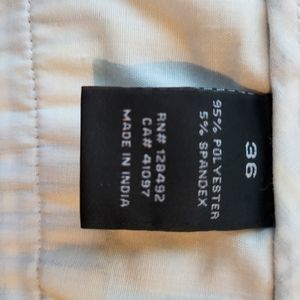 36
95% POLYESTER
5% SPANDEX
RN# 128492
CA# 41097
MADE IN INDIA